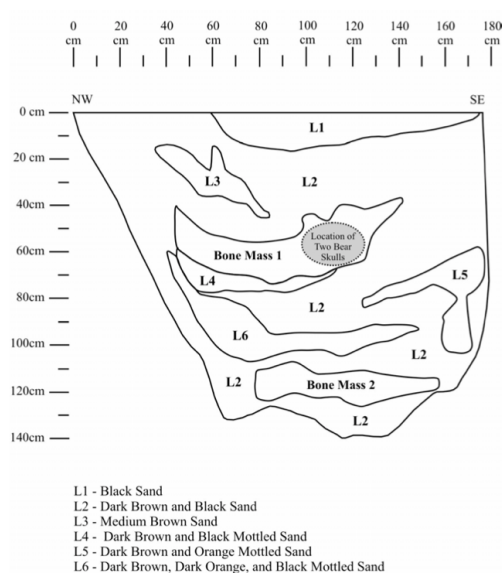 0 20 40 60 80 100 120 140 160 180
cm cm cm cm cm cm cm cm cm cm
NW SE
0 cm
L1
20 cm
L3 L2
40cm
Location of
Two Bear
Skulls
Bone Mass 1
60cm
L4 L5
80cm
L2
L6
100cm
L2
L2 Bone Mass 2
120cm
L2
140cm
L1 - Black Sand
L2 - Dark Brown and Black Sand
L3 - Medium Brown Sand
L4 - Dark Brown and Black Mottled Sand
L5 - Dark Brown and Orange Mottled Sand
L6 - Dark Brown, Dark Orange, and Black Mottled Sand